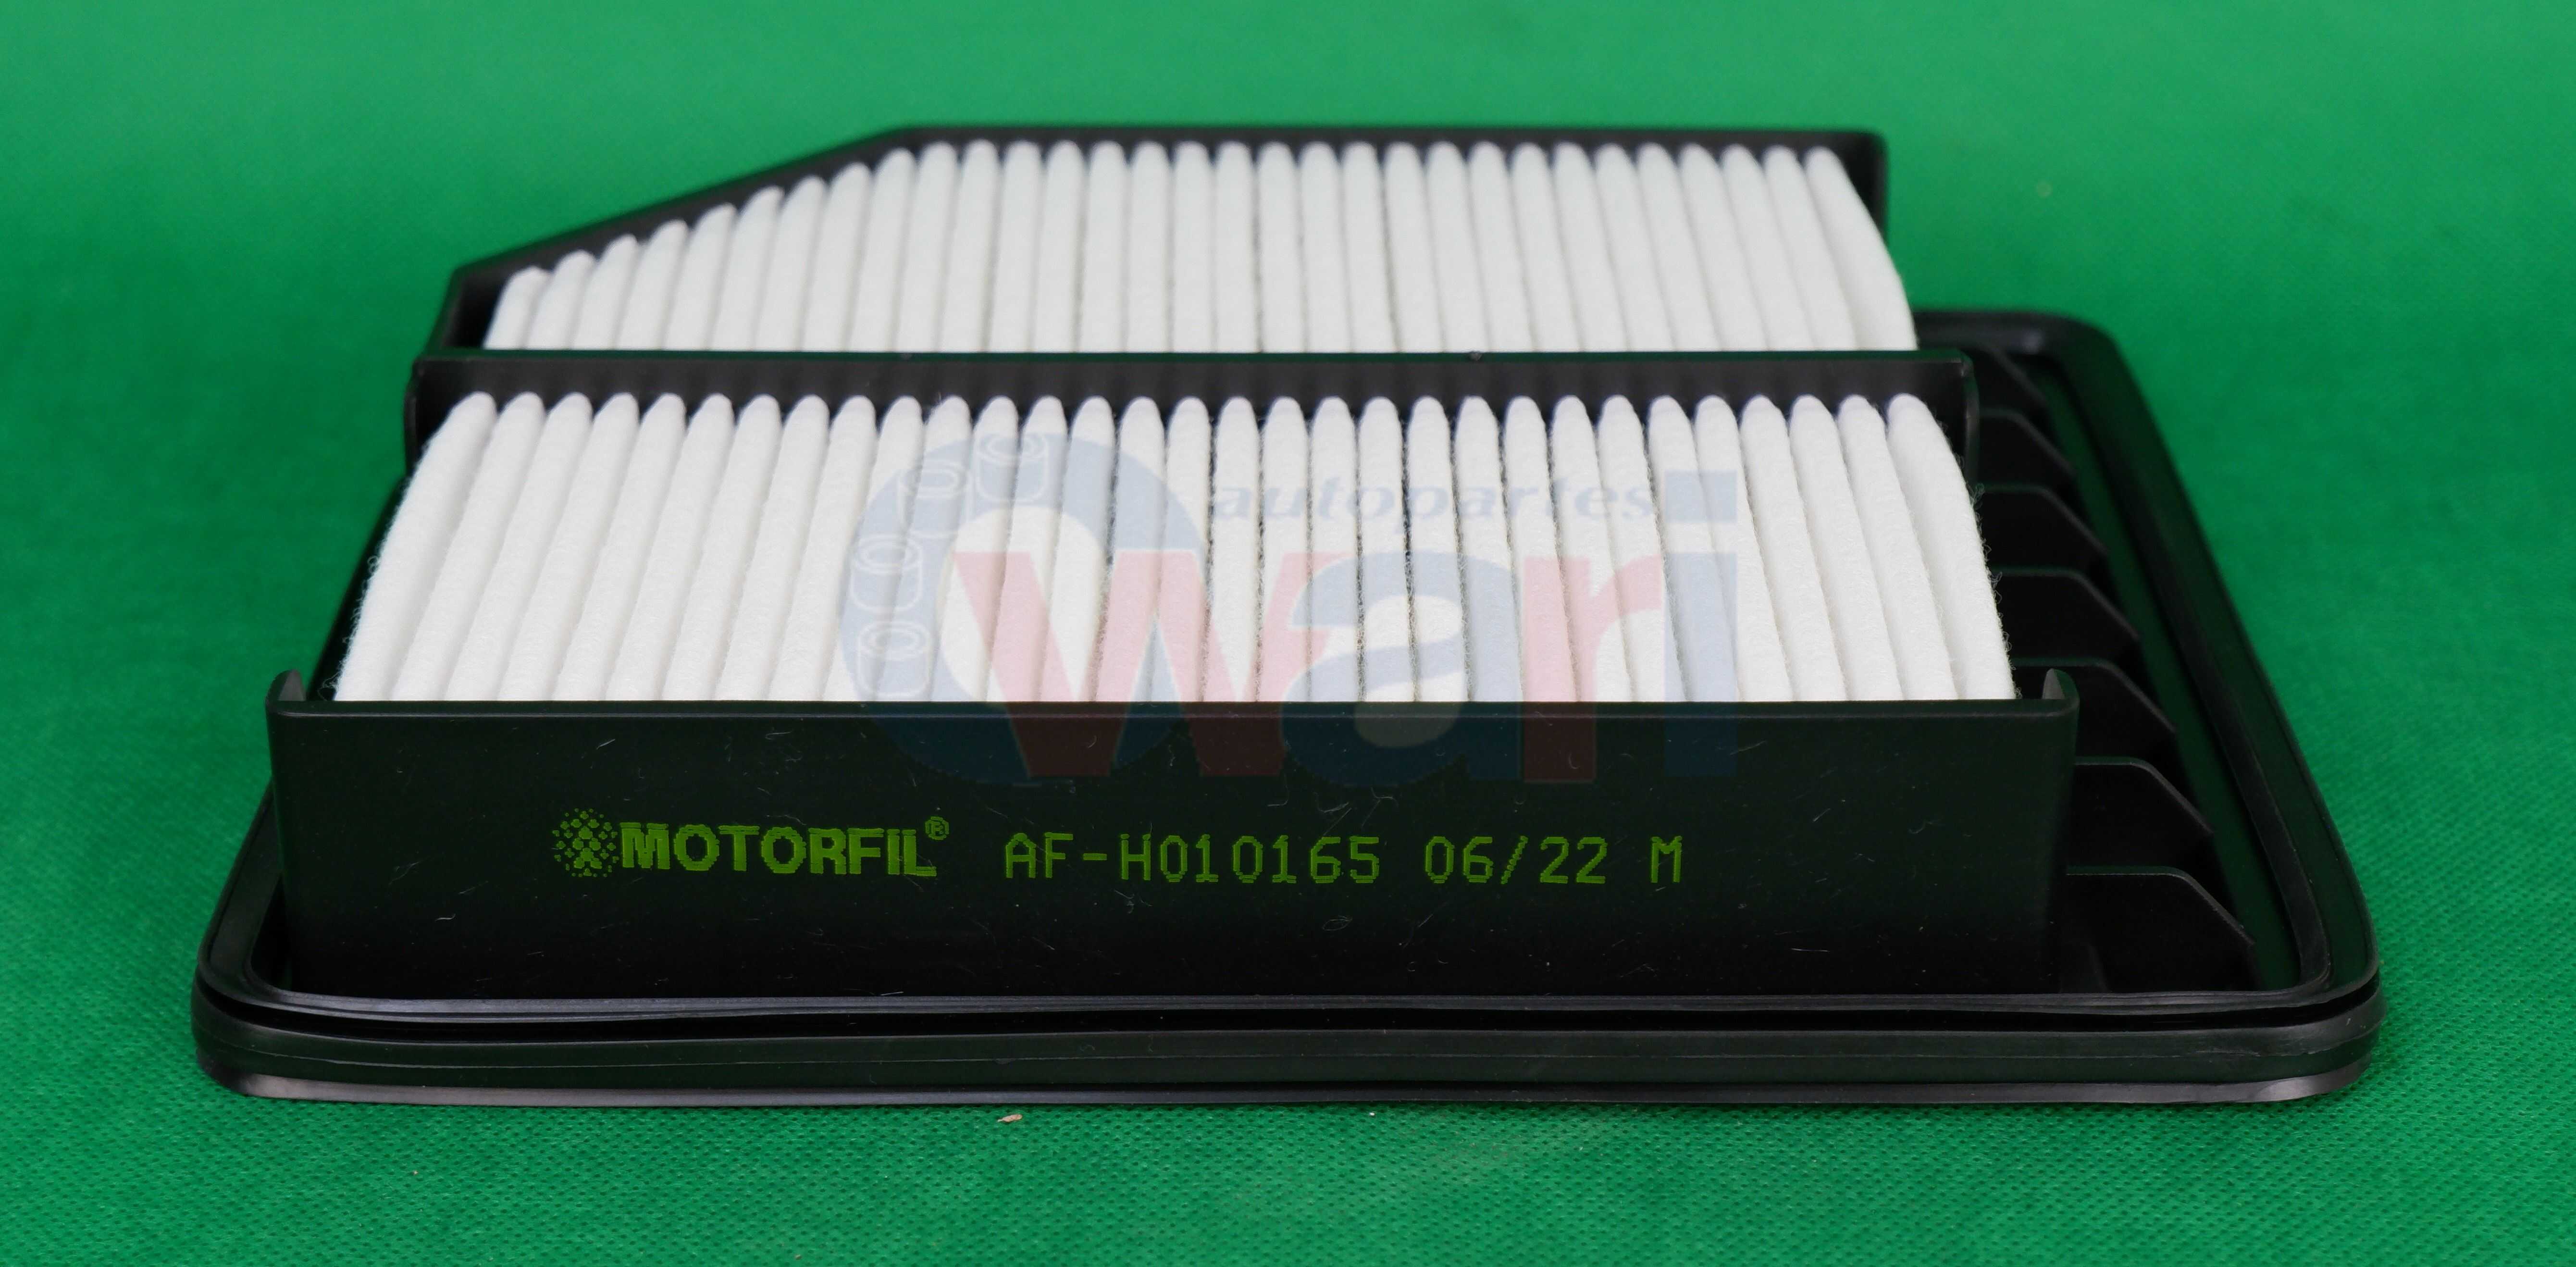 autopartes
wari
MOTORFIL® AF-H010165 06/22 M